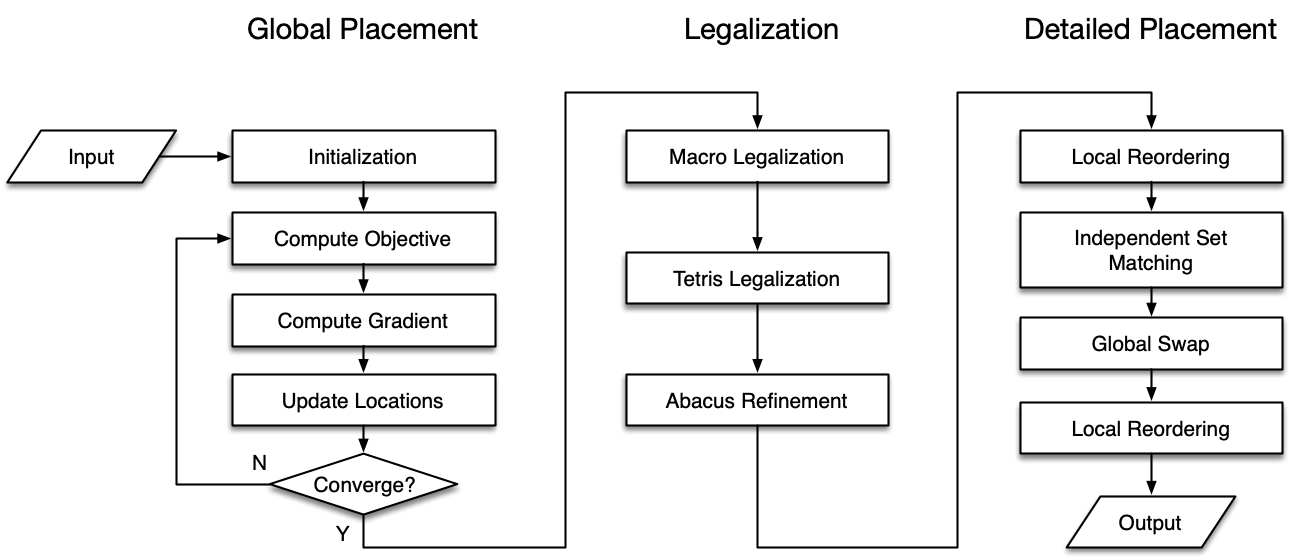 Global Placement
Input
Initialization
Compute Objective
Compute Gradient
Update Locations
N
Converge?
Y
Legalization
Macro Legalization
Tetris Legalization
Abacus Refinement
Detailed Placement
Local Reordering
Independent Set
Matching
Global Swap
Local Reordering
Output